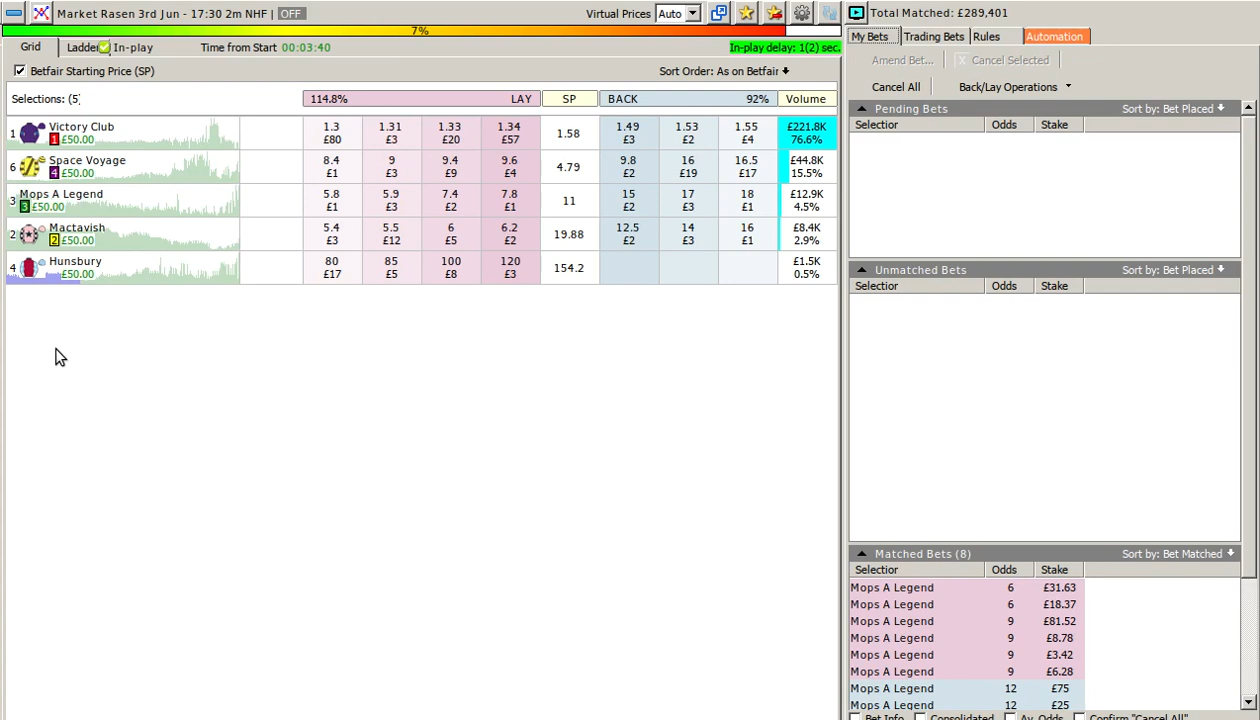 Market Rasen 3rd Jun - 17:30 2m NHF | OFF Virtual Prices Auto
7%
Grid Ladder In-play Time from Start 00:03:40 In-play delay: 1(2) sec.
Betfair Starting Price (SP) Sort Order: As on Betfair
Selections: (5) 114.8% LAY SP BACK 92% Volume
1 Victory Club 1.3 1.31 1.33 1.34 1.58 1.49 1.53 1.55 £221.8K
1 £50.00 £80 £3 £20 £57 £3 £2 £4 76.6%
6 Space Voyage 8.4 9 9.4 9.6 4.79 9.8 16 16.5 £44.8K
4 £50.00 £1 £3 £9 £4 £2 £19 £17 15.5%
3 Mops A Legend 5.8 5.9 7.4 7.8 11 15 17 18 £12.9K
3 £50.00 £1 £3 £2 £1 £2 £3 £1 4.5%
2 Mactavish 5.4 5.5 6 6.2 19.88 12.5 14 16 £8.4K
2 £50.00 £3 £12 £5 £2 £2 £3 £1 2.9%
4 Hunsbury 80 85 100 120 154.2 £1.5K
£50.00 £17 £5 £8 £3 0.5%
Total Matched: £289,401
My Bets Trading Bets Rules Automation
Amend Bet... X Cancel Selected
Cancel All Back/Lay Operations
Pending Bets Sort by: Bet Placed
Selectior Odds Stake
Unmatched Bets Sort by: Bet Placed
Selectior Odds Stake
Matched Bets (8) Sort by: Bet Matched
Selectior Odds Stake
Mops A Legend 6 £31.63
Mops A Legend 6 £18.37
Mops A Legend 9 £81.52
Mops A Legend 9 £8.78
Mops A Legend 9 £3.42
Mops A Legend 9 £6.28
Mops A Legend 12 £75
Mops A Legend 12 £25
Bet Info Consolidated Av. Odds Confirm "Cancel All"